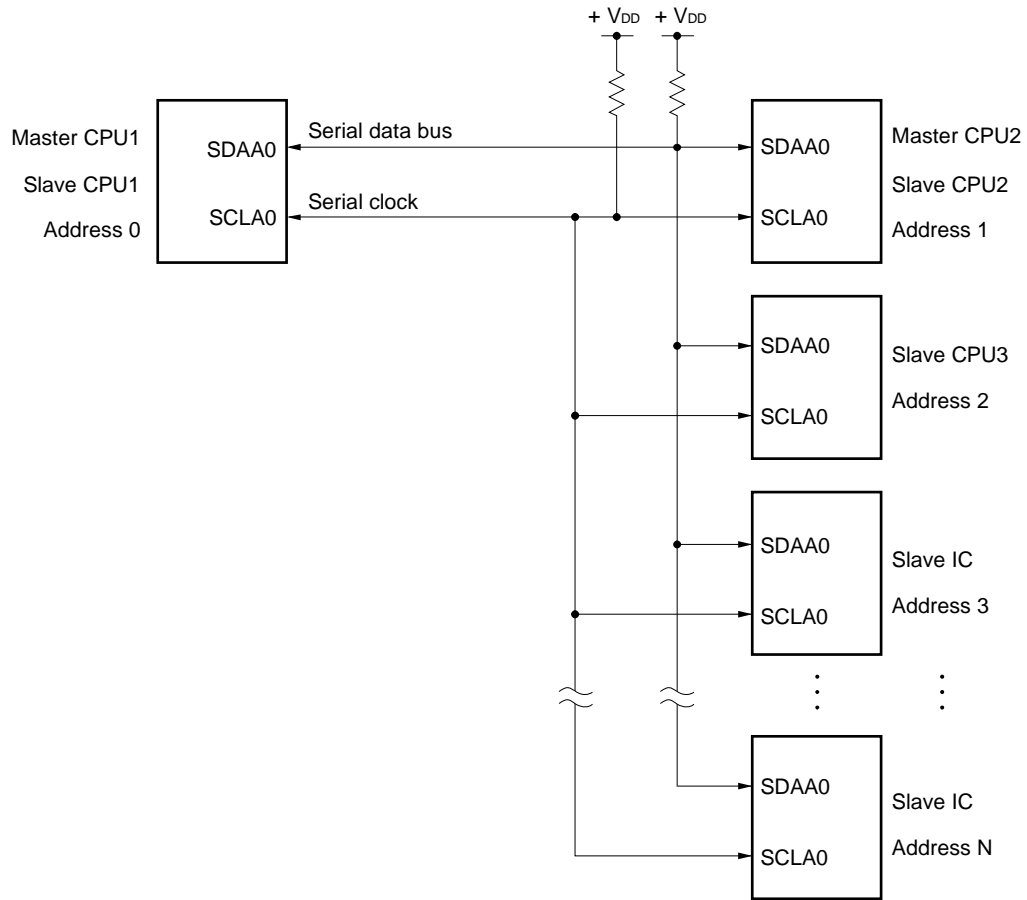 + VDD
+ VDD
Master CPU1
Slave CPU1
Address 0
SDAA0
SCLA0
Serial data bus
Serial clock
SDAA0
SCLA0
Master CPU2
Slave CPU2
Address 1
SDAA0
SCLA0
Slave CPU3
Address 2
SDAA0
SCLA0
Slave IC
Address 3
SDAA0
SCLA0
Slave IC
Address N